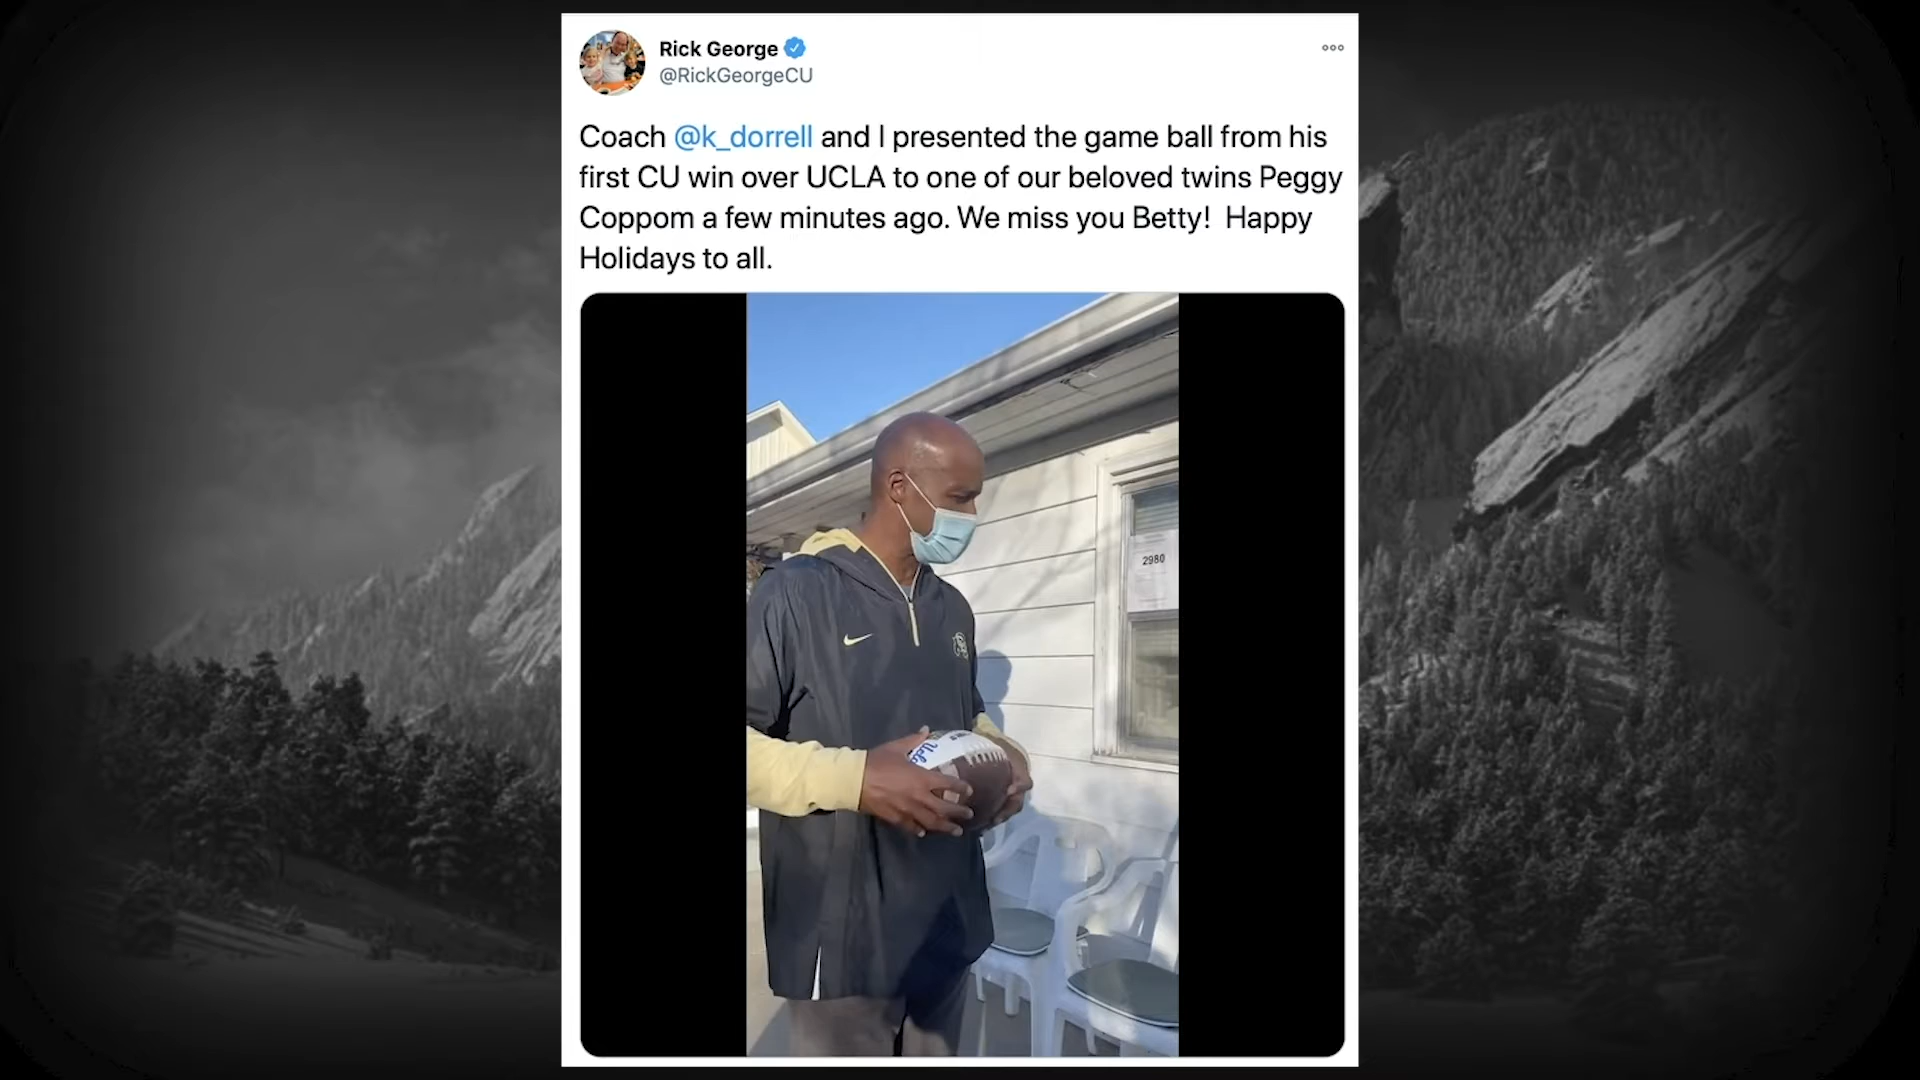 Rick George
@RickGeorgeCU
Coach @k_dorrell and I presented the game ball from his
first CU win over UCLA to one of our beloved twins Peggy
Coppom a few minutes ago. We miss you Betty!  Happy
Holidays to all.
2980
Ucla